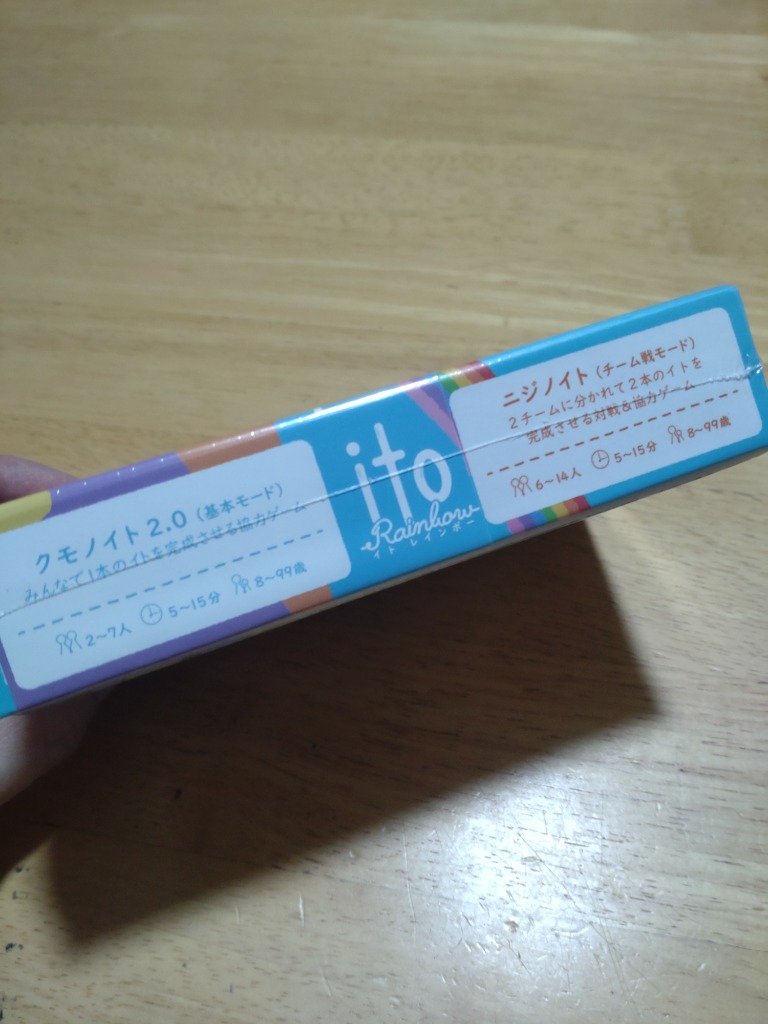 クモノイト2.0(基本モード)
みんなで1本のイトを完成させる協力ゲーム
2〜7人 5〜15分 8〜99歳
ito
Rainbow
イト レインボー
ニジノイト(チーム戦モード)
2チームに分かれて2本のイトを
完成させる対戦&協力ゲーム
6〜14人 5〜15分 8〜99歳